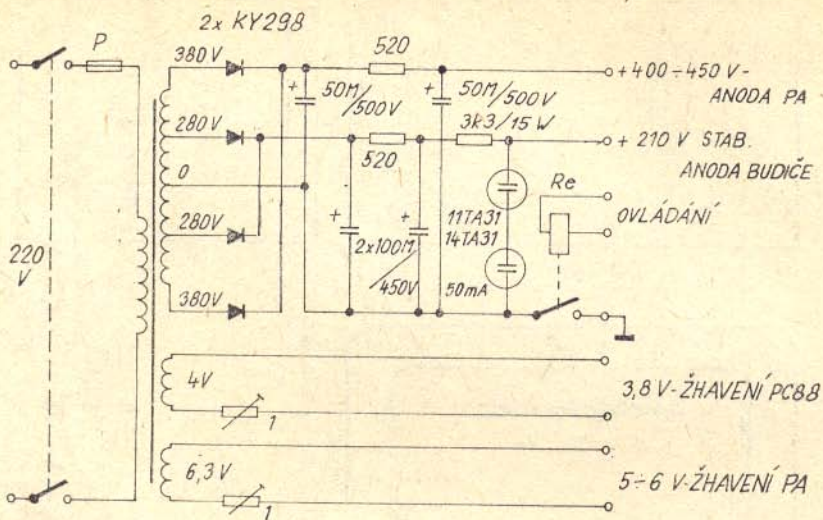 2x KY298
P
380V
520
+400÷450 V-
ANODA PA
+
50M
/500V
+
50M
/500V
3k3/15 W
280V
520
+ 210 V STAB.
ANODA BUDIČE
0
11TA31
14TA31
Re
OVLÁDÁNÍ
220
V
280V
+
2x100M
/450V
+
50mA
380V
4V
1
3,8 V-ŽHAVENÍ PC88
6,3 V
1
5÷6 V-ŽHAVENÍ PA